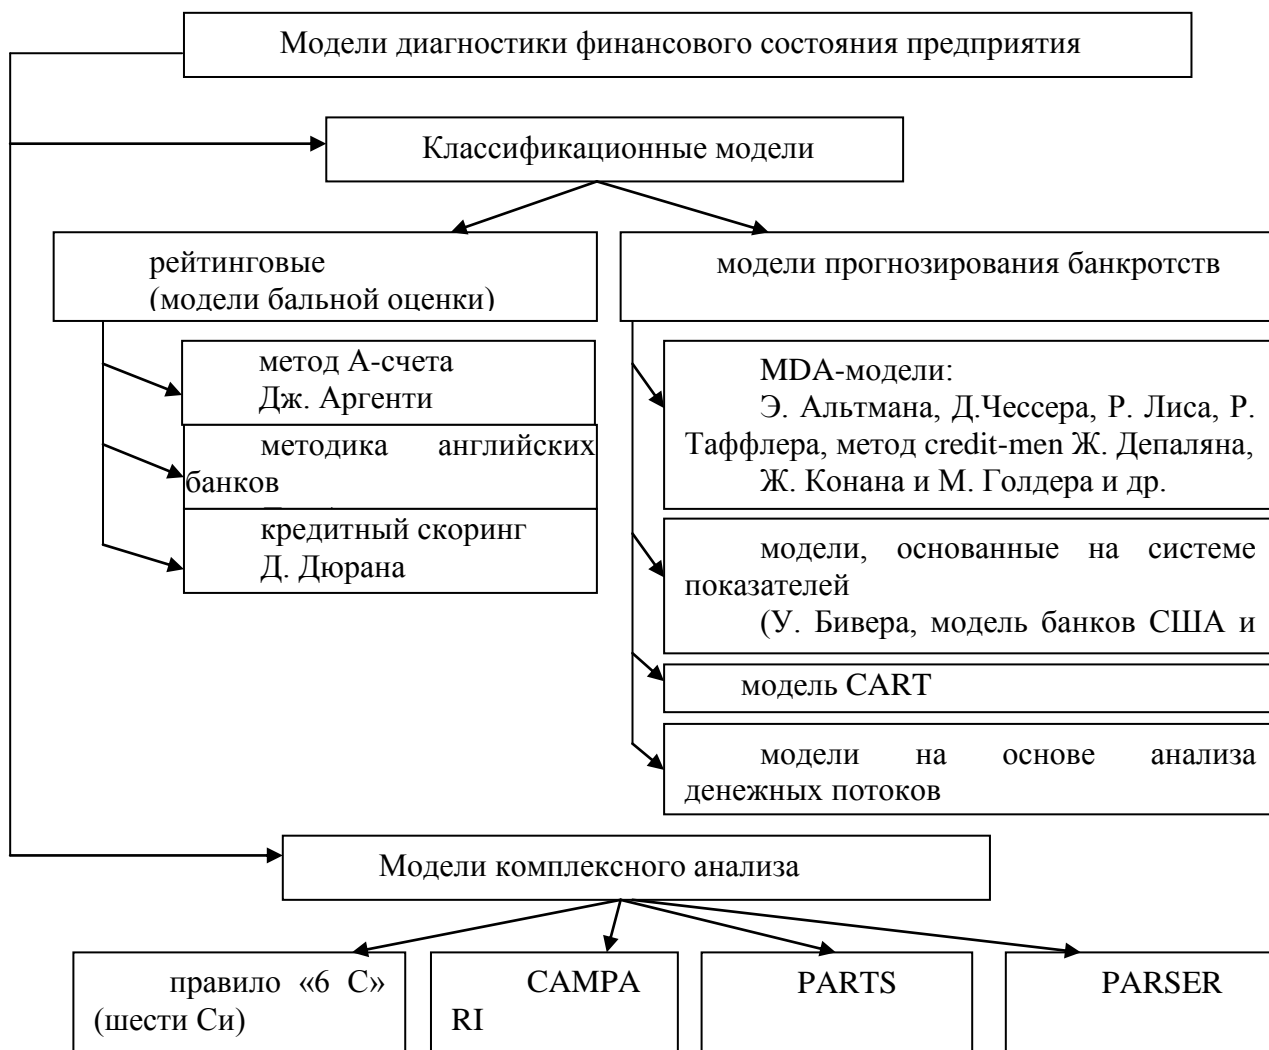 Модели диагностики финансового состояния предприятия
Классификационные модели
рейтинговые
(модели бальной оценки)
модели прогнозирования банкротств
метод А-счета
Дж. Аргенти
методика английских
банков
кредитный скоринг
Д. Дюрана
MDA-модели:
Э. Альтмана, Д.Чессера, Р. Лиса, Р.
Таффлера, метод credit-men Ж. Депаляна,
Ж. Конана и М. Голдера и др.
модели, основанные на системе
показателей
(У. Бивера, модель банков США и
модель CART
модели на основе анализа
денежных потоков
Модели комплексного анализа
правило «6 С»
(шести Си)
CAMPA
RI
PARTS
PARSER